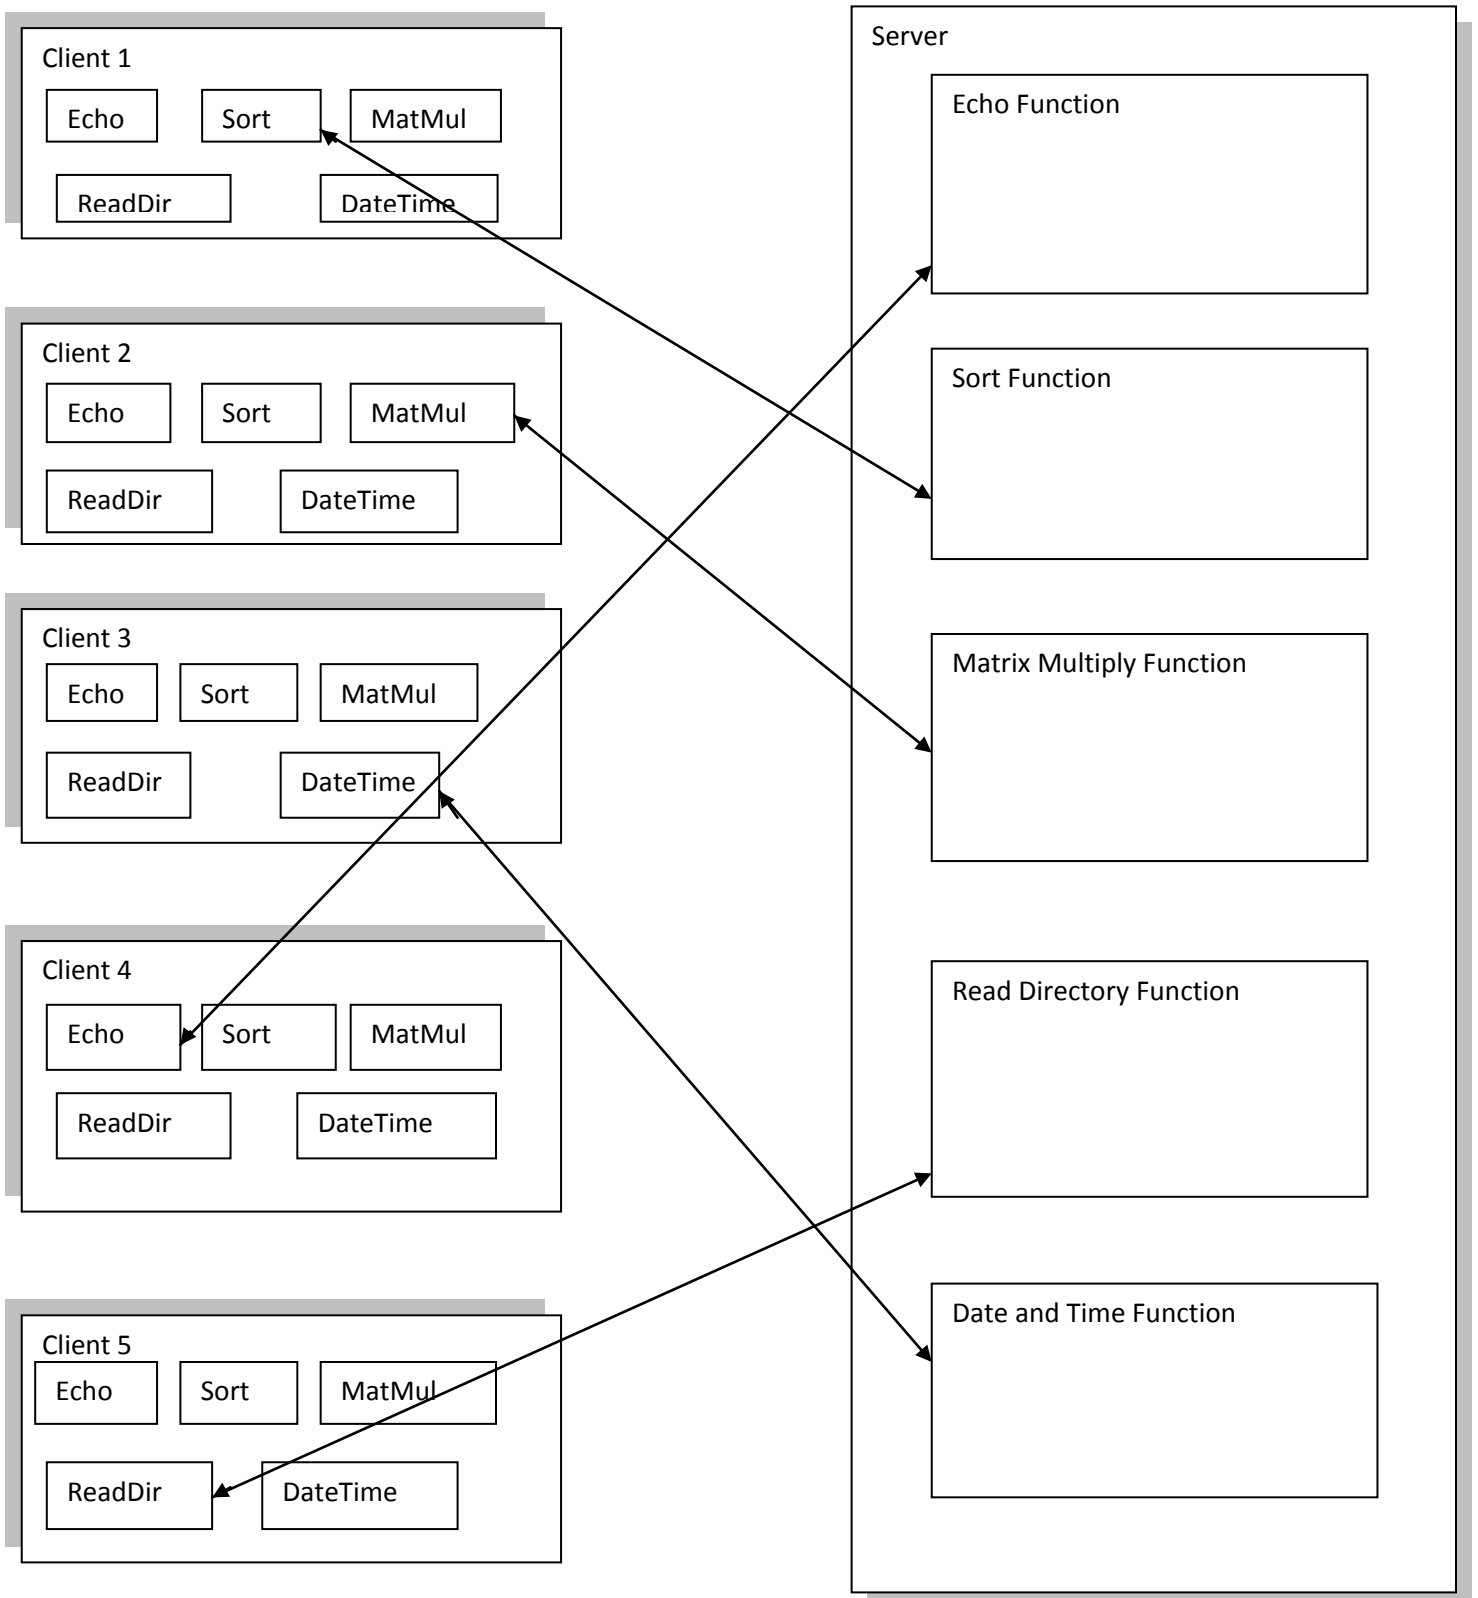 Client 1
Echo Sort MatMul
ReadDir DateTime
Client 2
Echo Sort MatMul
ReadDir DateTime
Client 3
Echo Sort MatMul
ReadDir DateTime
Client 4
Echo Sort MatMul
ReadDir DateTime
Client 5
Echo Sort MatMul
ReadDir DateTime
Server
Echo Function
Sort Function
Matrix Multiply Function
Read Directory Function
Date and Time Function